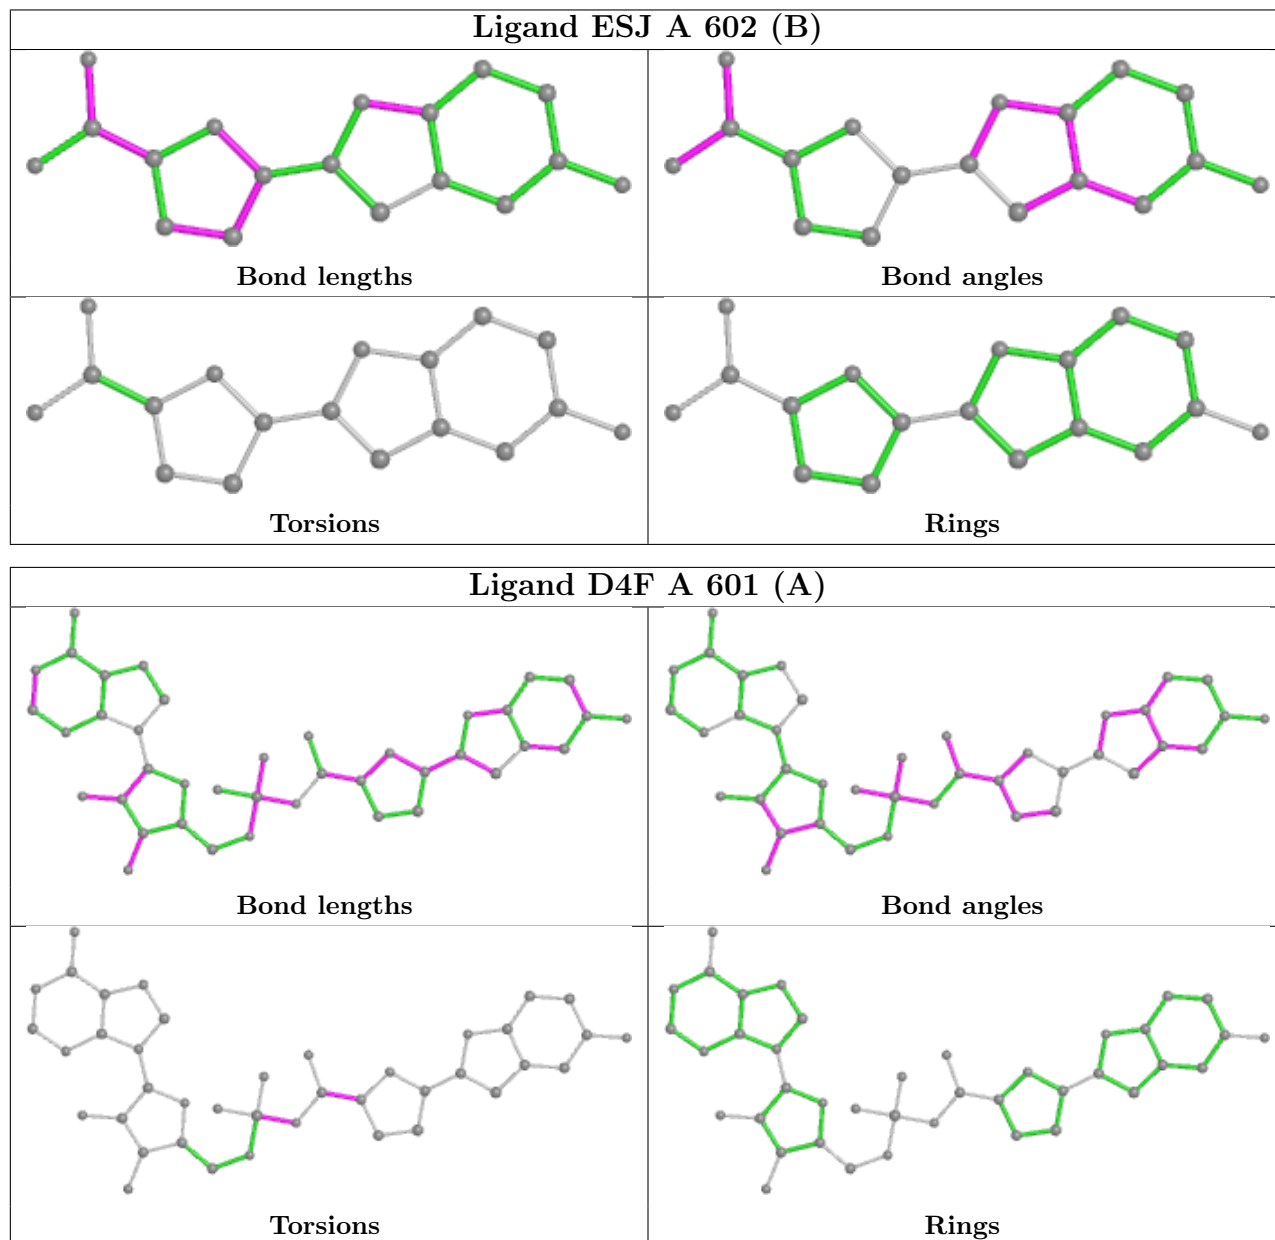 Ligand ESJ A 602 (B)
Bond lengths
Bond angles
Torsions
Rings
Ligand D4F A 601 (A)
Bond lengths
Bond angles
Torsions
Rings